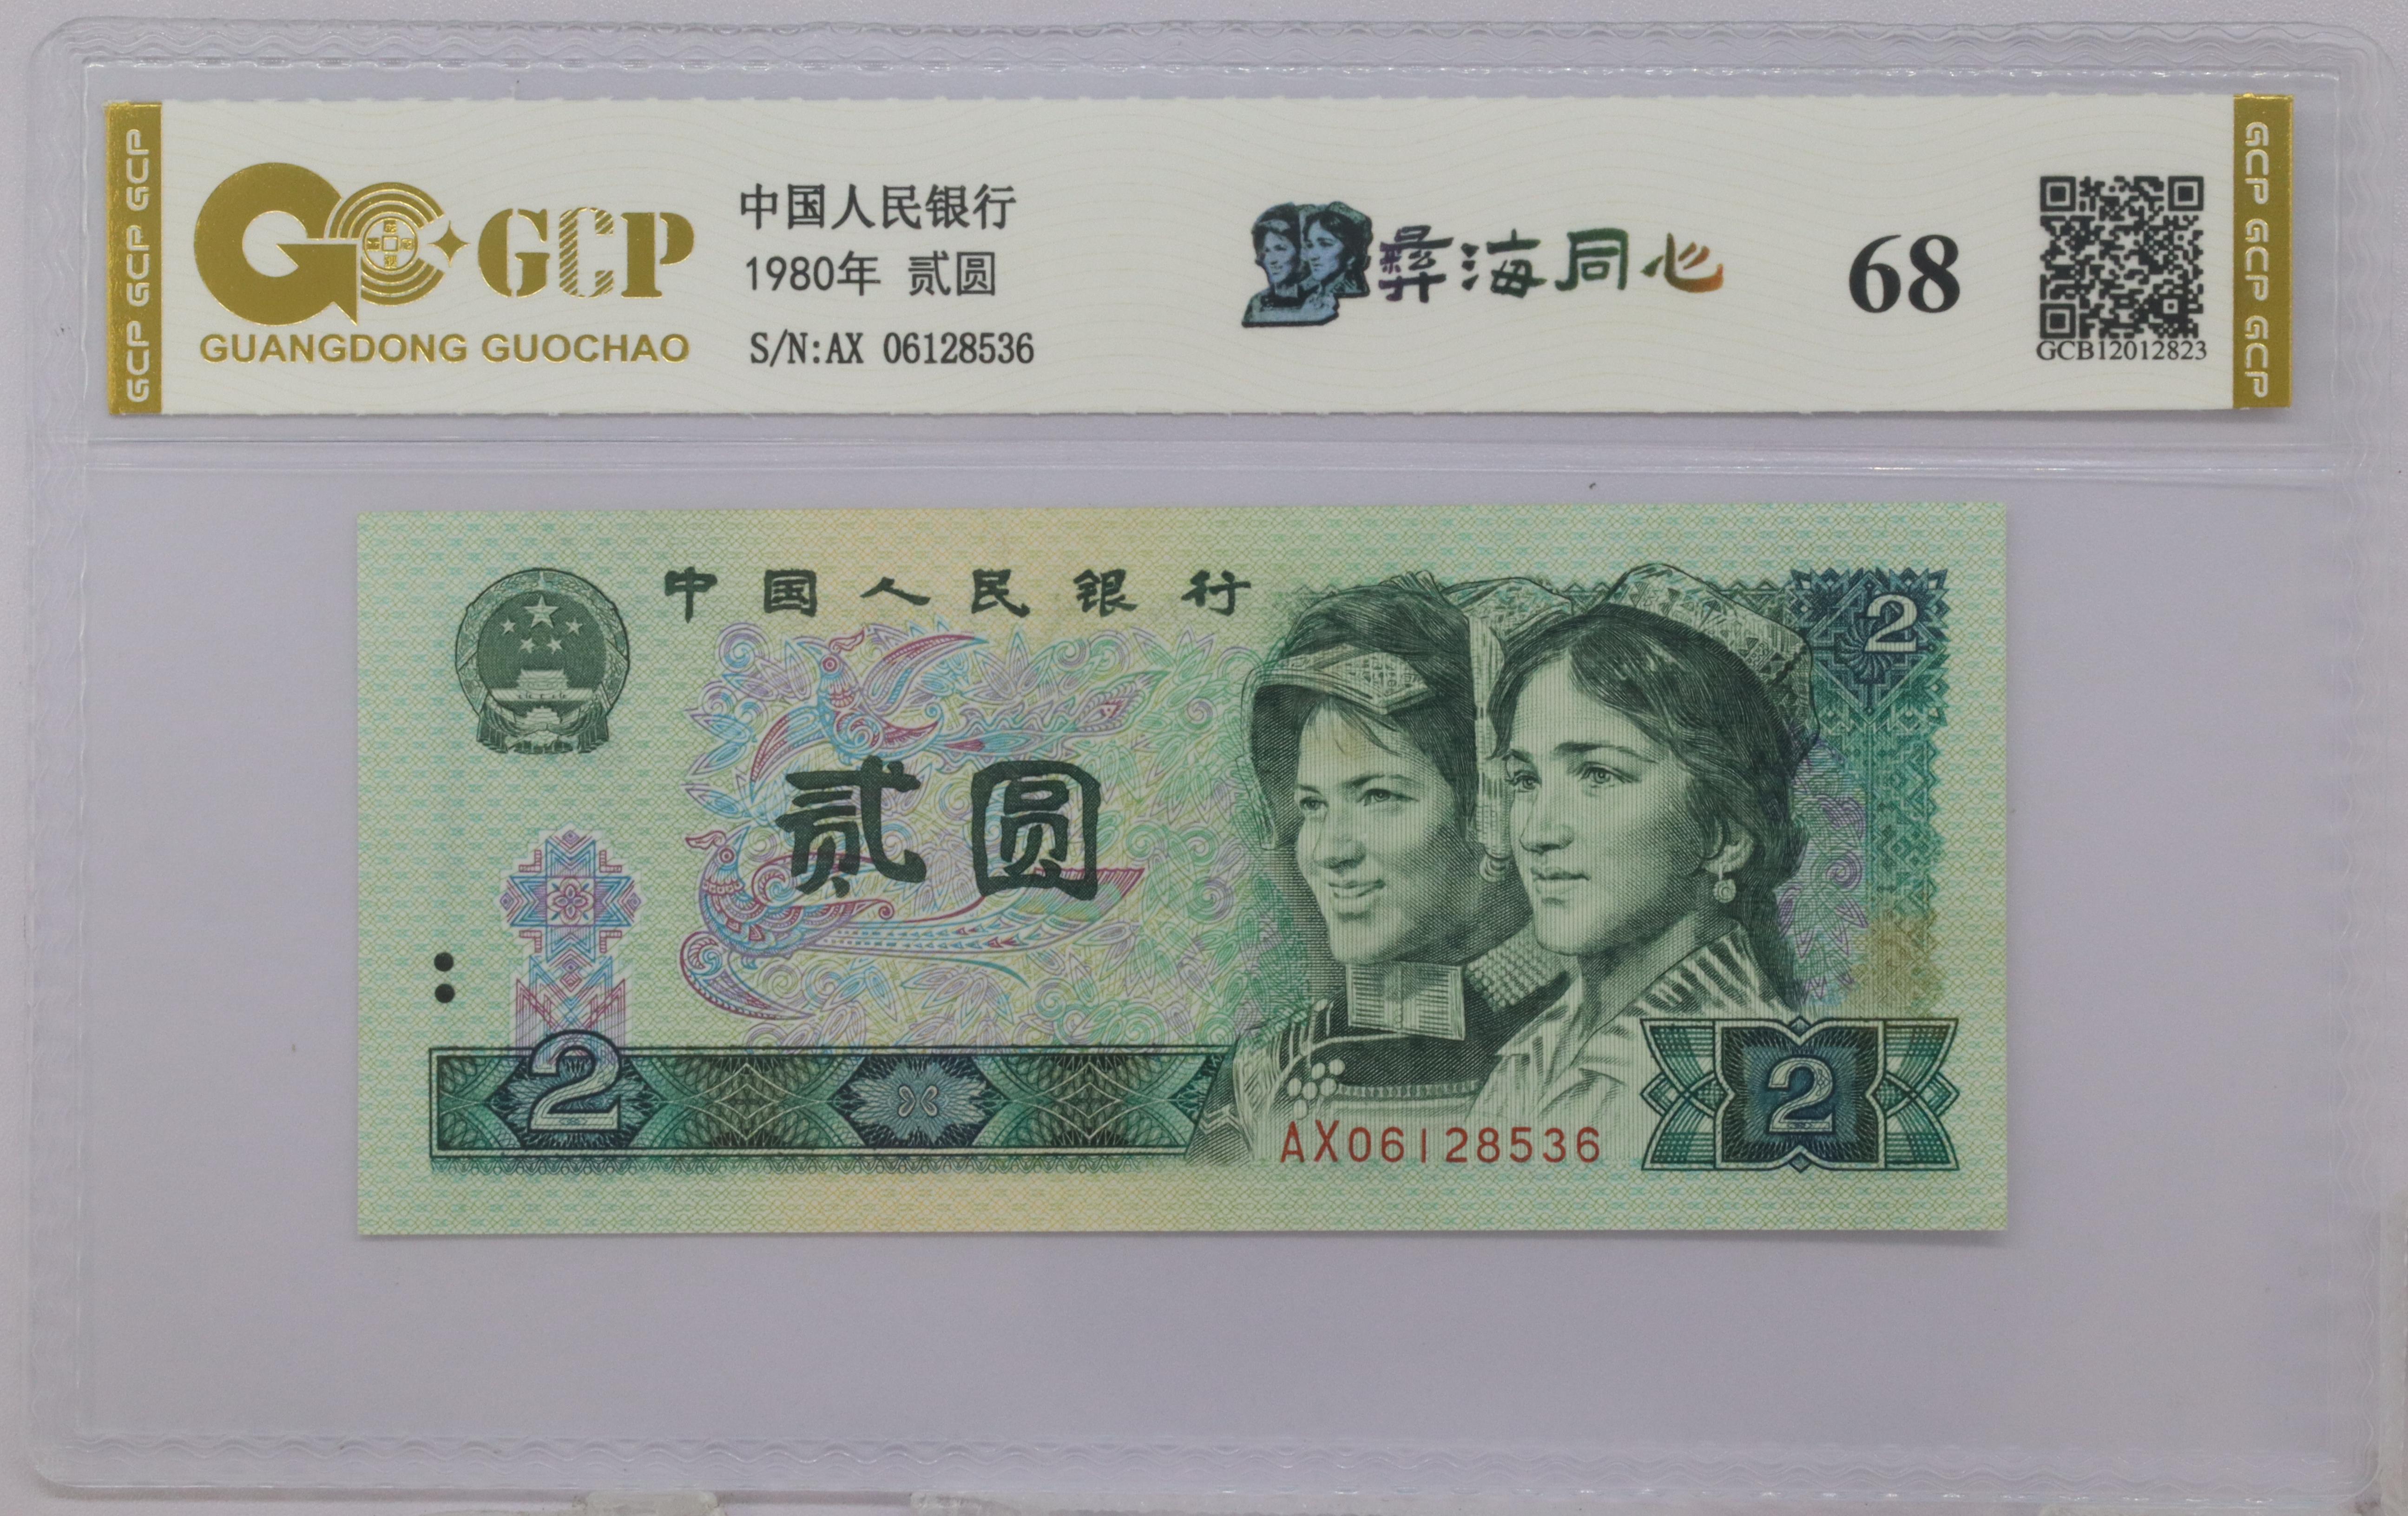 GCP GCP GCP
GCP
GUANGDONG GUOCHAO
中国人民银行
1980年 贰圆
S/N:AX 06128536
彝海同心
68
GCB12012823
GCP GCP GCP
中国人民银行
2
贰圆
2
AX06128536
2